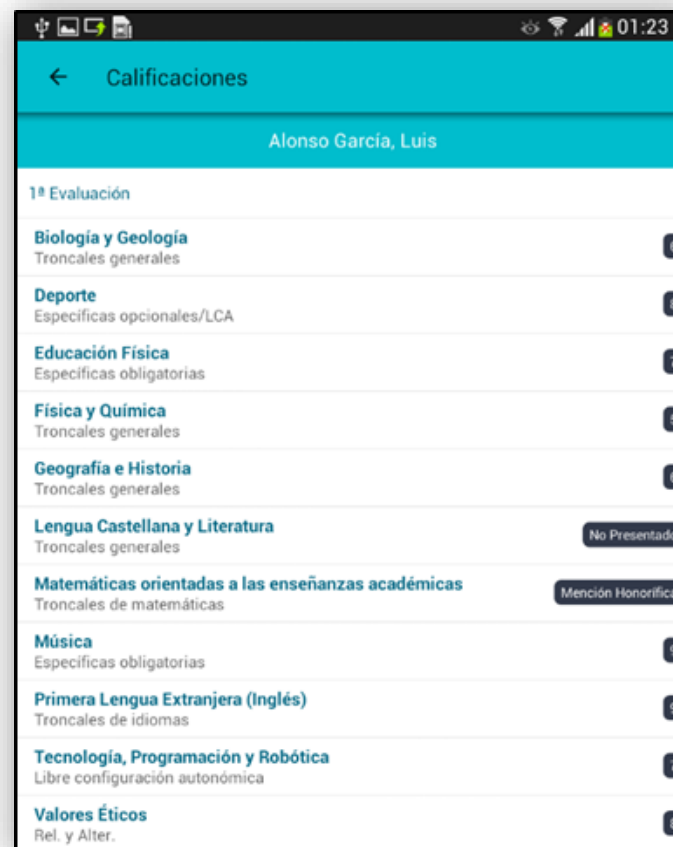 01:23
Calificaciones
Alonso García, Luis
1ª Evaluación
Biología y Geología
Troncales generales
Deporte
Específicas opcionales/LCA
Educación Física
Específicas obligatorias
Física y Química
Troncales generales
Geografía e Historia
Troncales generales
Lengua Castellana y Literatura
No Presentado
Troncales generales
Matemáticas orientadas a las enseñanzas académicas
Mención Honorífica
Troncales de matemáticas
Música
Específicas obligatorias
Primera Lengua Extranjera (Inglés)
Troncales de idiomas
Tecnología, Programación y Robótica
Libre configuración autonómica
Valores Éticos
Rel. y Alter.